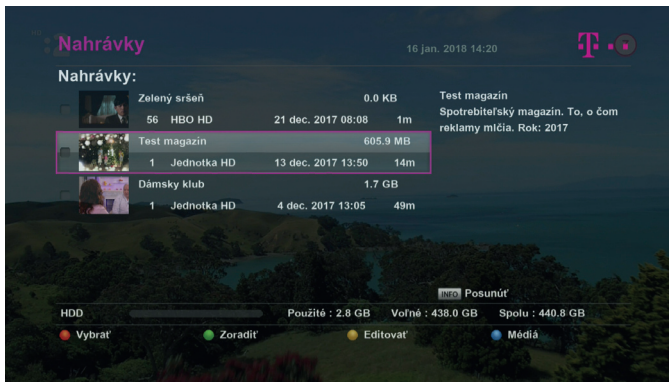 Nahrávky
16 jan. 2018 14:20
T
Nahrávky:
Zelený sršeň 0.0 KB
56 HBO HD 21 dec. 2017 08:08 1m
Test magazín 605.9 MB
1 Jednotka HD 13 dec. 2017 13:50 14m
Dámsky klub 1.7 GB
1 Jednotka HD 4 dec. 2017 13:05 49m
Test magazín
Spotrebiteľský magazín. To, o čom
reklamy mlčia. Rok: 2017
INFO Posunúť
HDD Použité : 2.8 GB Voľné : 438.0 GB Spolu : 440.8 GB
Vybrať Zoradiť Editovať Médiá